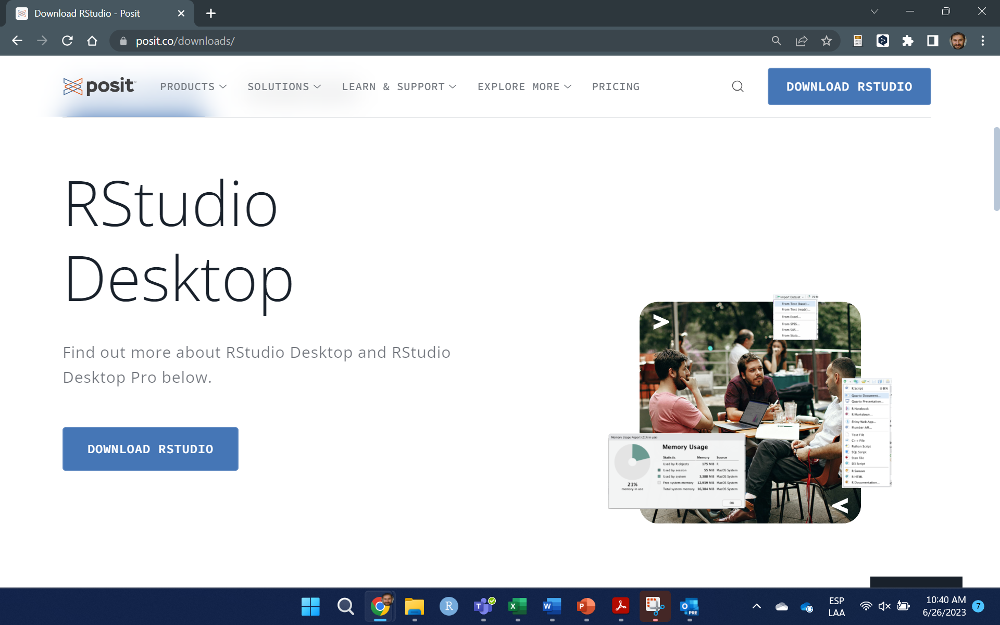 Download RStudio - Posit
posit.co/downloads/
posit
PRODUCTS
SOLUTIONS
LEARN & SUPPORT
EXPLORE MORE
PRICING
DOWNLOAD RSTUDIO
RStudio
Desktop
Find out more about RStudio Desktop and RStudio
Desktop Pro below.
DOWNLOAD RSTUDIO
Import Dataset
70 M
From Text (base)...
From Text (readr)...
From Excel...
From SPSS...
From SAS...
From Stata...
R Script
Quarto Document...
Quarto Presentation...
R Notebook
R Markdown...
Shiny Web App...
Plumber API...
Text File
C++ File
Python Script
SQL Script
Stan File
D3 Script
R Sweave
R HTML
R Documentation...
Memory Usage Report (21% in use)
Memory Usage
Statistic Memory Source
Used by R objects 175 MiB R
Used by session 55 MiB MacOS System
Used by system 3,388 MiB MacOS System
Free system memory 12,939 MiB MacOS System
Total system memory 16,384 MiB MacOS System
21%
memory in use
OK
ESP
LAA
10:40 AM
6/26/2023
7
R
T
X
W
P
O
PRE